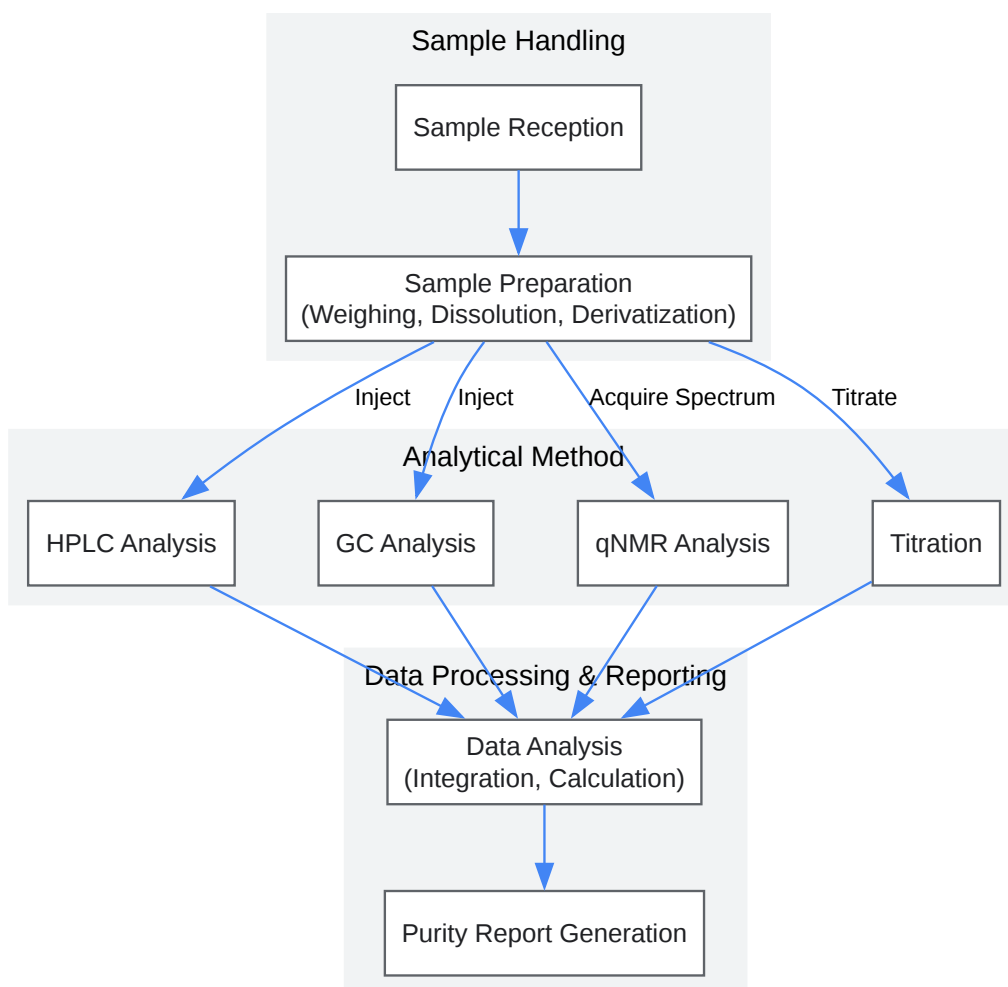 Sample Handling
Sample Reception
Sample Preparation
(Weighing, Dissolution, Derivatization)
Inject
Inject
Acquire Spectrum
Titrate
Analytical Method
HPLC Analysis
GC Analysis
qNMR Analysis
Titration
Data Processing & Reporting
Data Analysis
(Integration, Calculation)
Purity Report Generation